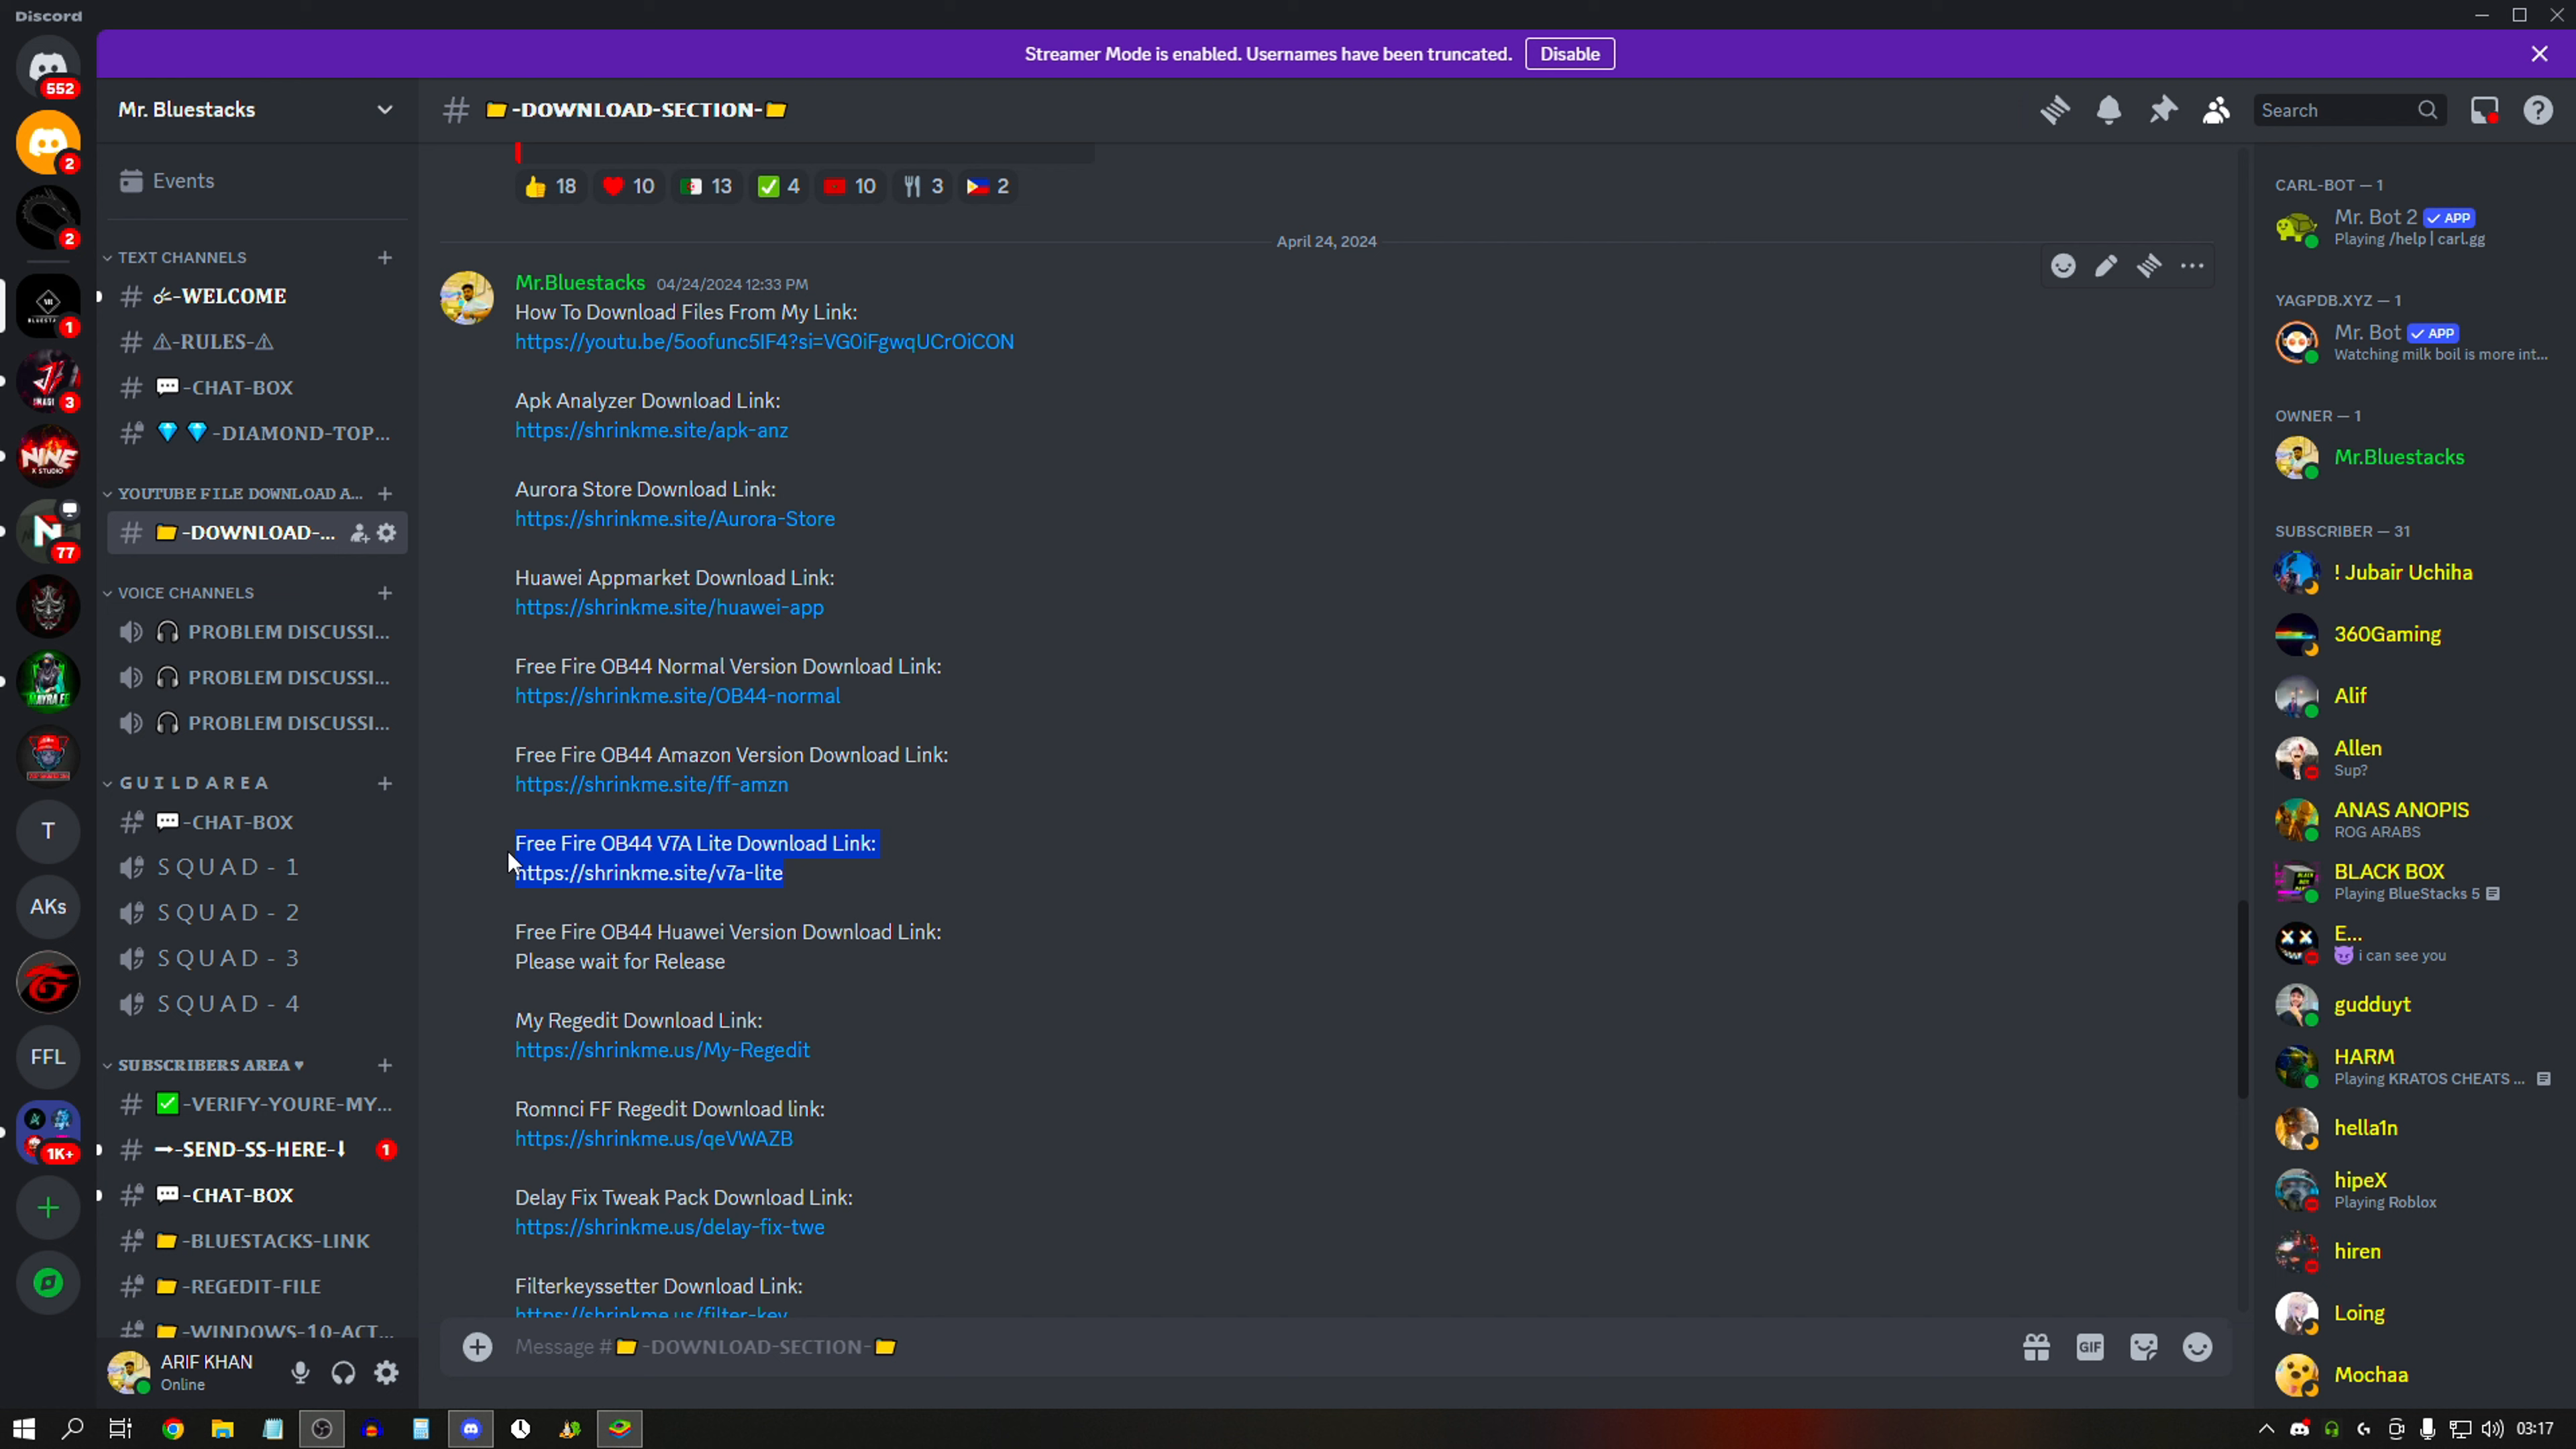 Discord
Streamer Mode is enabled. Usernames have been truncated. Disable
552
2
2
1
3
77
T
AKs
FFL
1K+
Mr. Bluestacks
Events
TEXT CHANNELS
-WELCOME
-RULES-
-CHAT-BOX
-DIAMOND-TOP...
YOUTUBE FILE DOWNLOAD A...
-DOWNLOAD-...
VOICE CHANNELS
PROBLEM DISCUSSI...
PROBLEM DISCUSSI...
PROBLEM DISCUSSI...
G U I L D A R E A
-CHAT-BOX
S Q U A D - 1
S Q U A D - 2
S Q U A D - 3
S Q U A D - 4
SUBSCRIBERS AREA ♥
✅-VERIFY-YOURE-MY...
➞-SEND-SS-HERE-⬇ 1
-CHAT-BOX
-BLUESTACKS-LINK
-REGEDIT-FILE
-WINDOWS-10-ACT...
ARIF KHAN
Online
# 📁-DOWNLOAD-SECTION-📁
Search
👍 18 ❤️ 10 🇩🇿 13 ✅ 4 🇲🇦 10 🍴 3 🇵🇭 2
April 24, 2024
Mr.Bluestacks 04/24/2024 12:33 PM
How To Download Files From My Link:
https://youtu.be/5oofunc5IF4?si=VG0iFgwqUCrOiCON
Apk Analyzer Download Link:
https://shrinkme.site/apk-anz
Aurora Store Download Link:
https://shrinkme.site/Aurora-Store
Huawei Appmarket Download Link:
https://shrinkme.site/huawei-app
Free Fire OB44 Normal Version Download Link:
https://shrinkme.site/OB44-normal
Free Fire OB44 Amazon Version Download Link:
https://shrinkme.site/ff-amzn
Free Fire OB44 V7A Lite Download Link:
https://shrinkme.site/v7a-lite
Free Fire OB44 Huawei Version Download Link:
Please wait for Release
My Regedit Download Link:
https://shrinkme.us/My-Regedit
Romnci FF Regedit Download link:
https://shrinkme.us/qeVWAZB
Delay Fix Tweak Pack Download Link:
https://shrinkme.us/delay-fix-twe
Filterkeyssetter Download Link:
https://shrinkme.us/filter-key
Message #📁-DOWNLOAD-SECTION-📁
GIF
CARL-BOT — 1
Mr. Bot 2 ✓ APP
Playing /help | carl.gg
YAGPDB.XYZ — 1
Mr. Bot ✓ APP
Watching milk boil is more int...
OWNER — 1
Mr.Bluestacks
SUBSCRIBER — 31
! Jubair Uchiha
360Gaming
Alif
Allen
Sup?
ANAS ANOPIS
ROG ARABS
BLACK BOX
Playing BlueStacks 5
E...
😈 i can see you
gudduyt
HARM
Playing KRATOS CHEATS ...
hella1n
hipeX
Playing Roblox
hiren
Loing
Mochaa
03:17